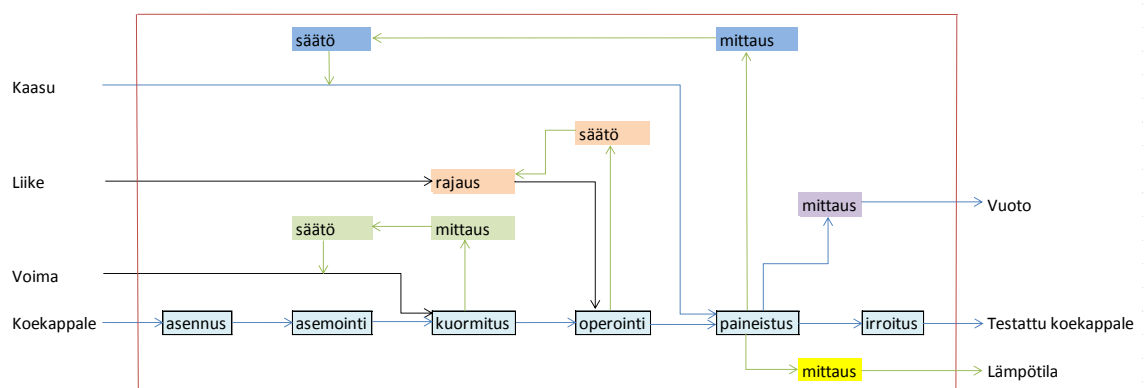 säätö
mittaus
Kaasu
säätö
Liike
rajaus
mittaus
Vuoto
säätö
mittaus
Voima
Koekappale
asennus
asemointi
kuormitus
operointi
paineistus
irroitus
Testattu koekappale
mittaus
Lämpötila